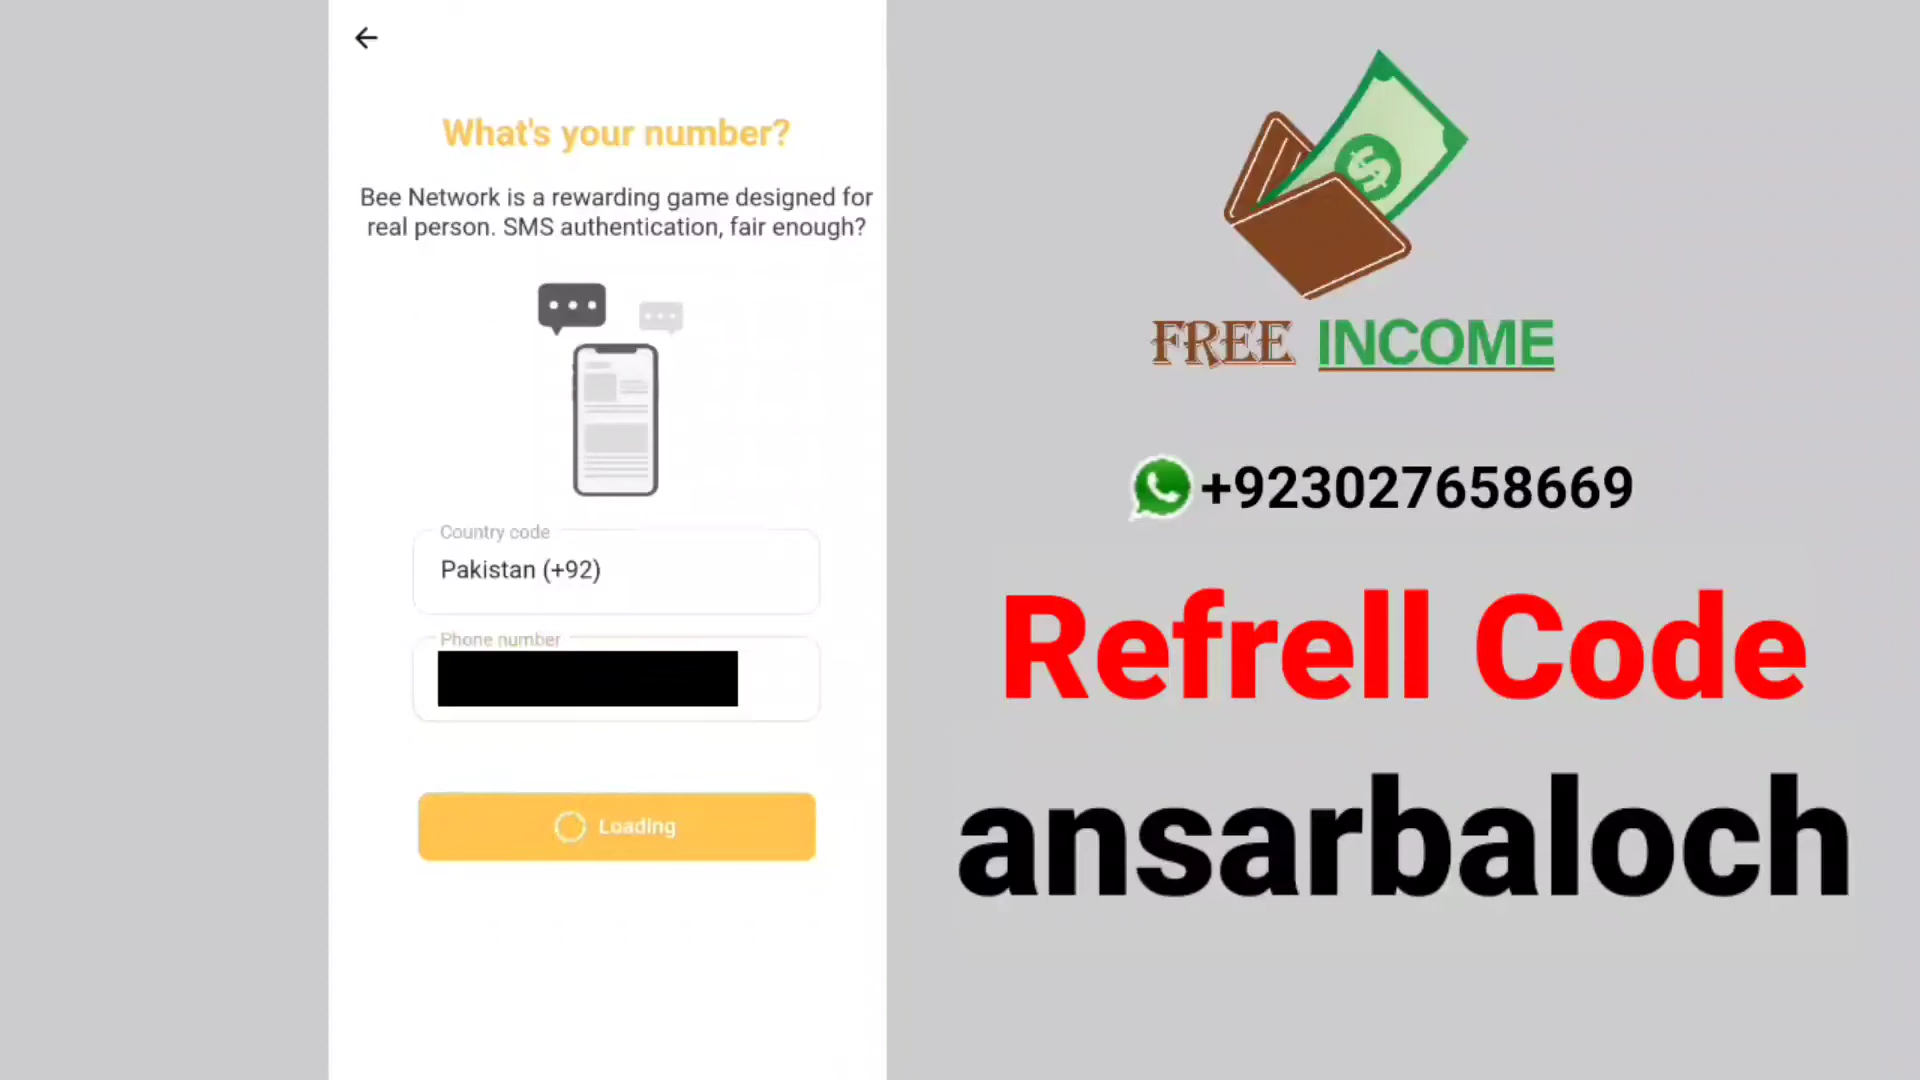 What's your number?
Bee Network is a rewarding game designed for
real person. SMS authentication, fair enough?
Country code
Pakistan (+92)
Phone number
Loading
FREE INCOME
+923027658669
Refrell Code
ansarbaloch